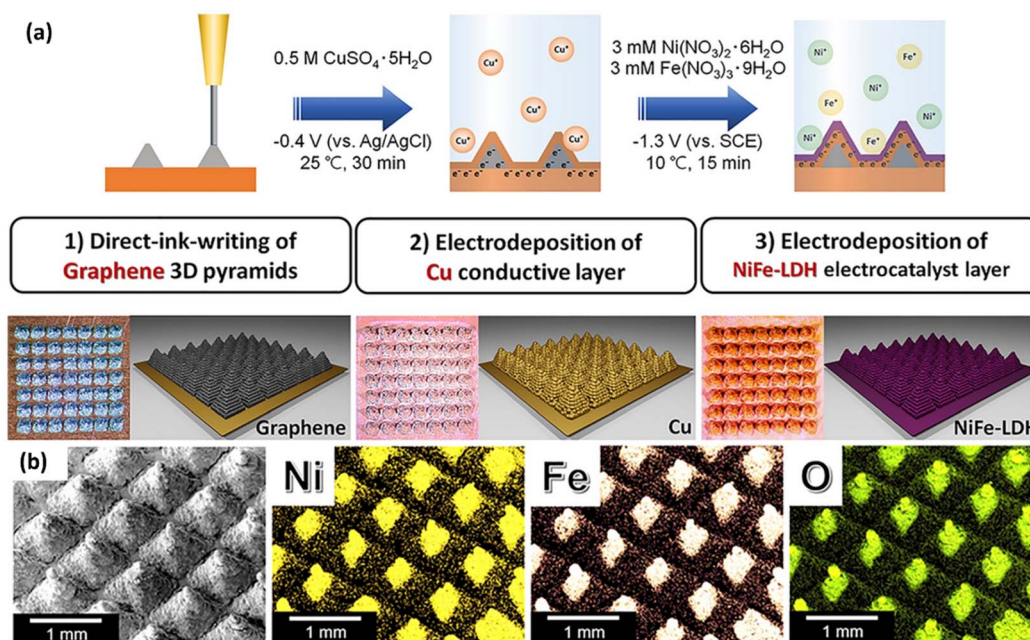 (a)
0.5 M CuSO₄·5H₂O
-0.4 V (vs. Ag/AgCl)
25 ℃, 30 min
Cu⁺
Cu⁺
Cu⁺
Cu⁺
Cu⁺
e⁻ e⁻ e⁻ e⁻ e⁻ e⁻ e⁻ e⁻
3 mM Ni(NO₃)₂·6H₂O
3 mM Fe(NO₃)₃·9H₂O
-1.3 V (vs. SCE)
10 ℃, 15 min
Ni⁺
Fe⁺
Ni⁺
Fe⁺
Ni⁺
Ni⁺
Fe⁺
e⁻ e⁻ e⁻ e⁻ e⁻ e⁻ e⁻ e⁻
1) Direct-ink-writing of
Graphene 3D pyramids
2) Electrodeposition of
Cu conductive layer
3) Electrodeposition of
NiFe-LDH electrocatalyst layer
Graphene
Cu
NiFe-LDH
(b)
Ni
Fe
O
1 mm
1 mm
1 mm
1 mm